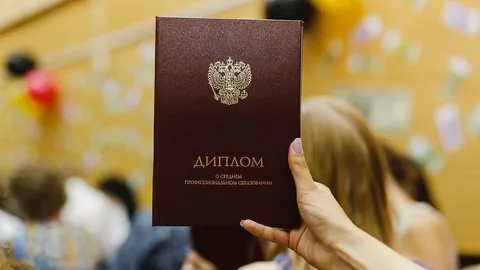 ДИПЛОМ
О СРЕДНЕМ
ПРОФЕССИОНАЛЬНОМ ОБРАЗОВАНИИ